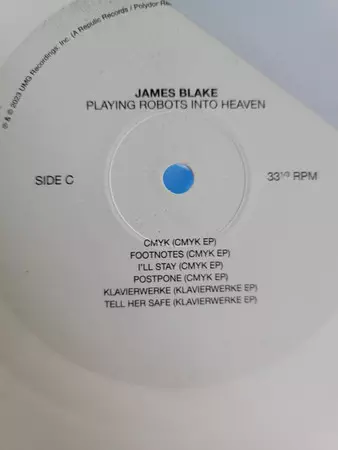 ℗ & © 2023 UMG Recordings, Inc. (A Republic Records / Polydor
JAMES BLAKE
PLAYING ROBOTS INTO HEAVEN
SIDE C
33¹/³ RPM
CMYK (CMYK EP)
FOOTNOTES (CMYK EP)
I'LL STAY (CMYK EP)
POSTPONE (CMYK EP)
KLAVIERWERKE (KLAVIERWERKE EP)
TELL HER SAFE (KLAVIERWERKE EP)